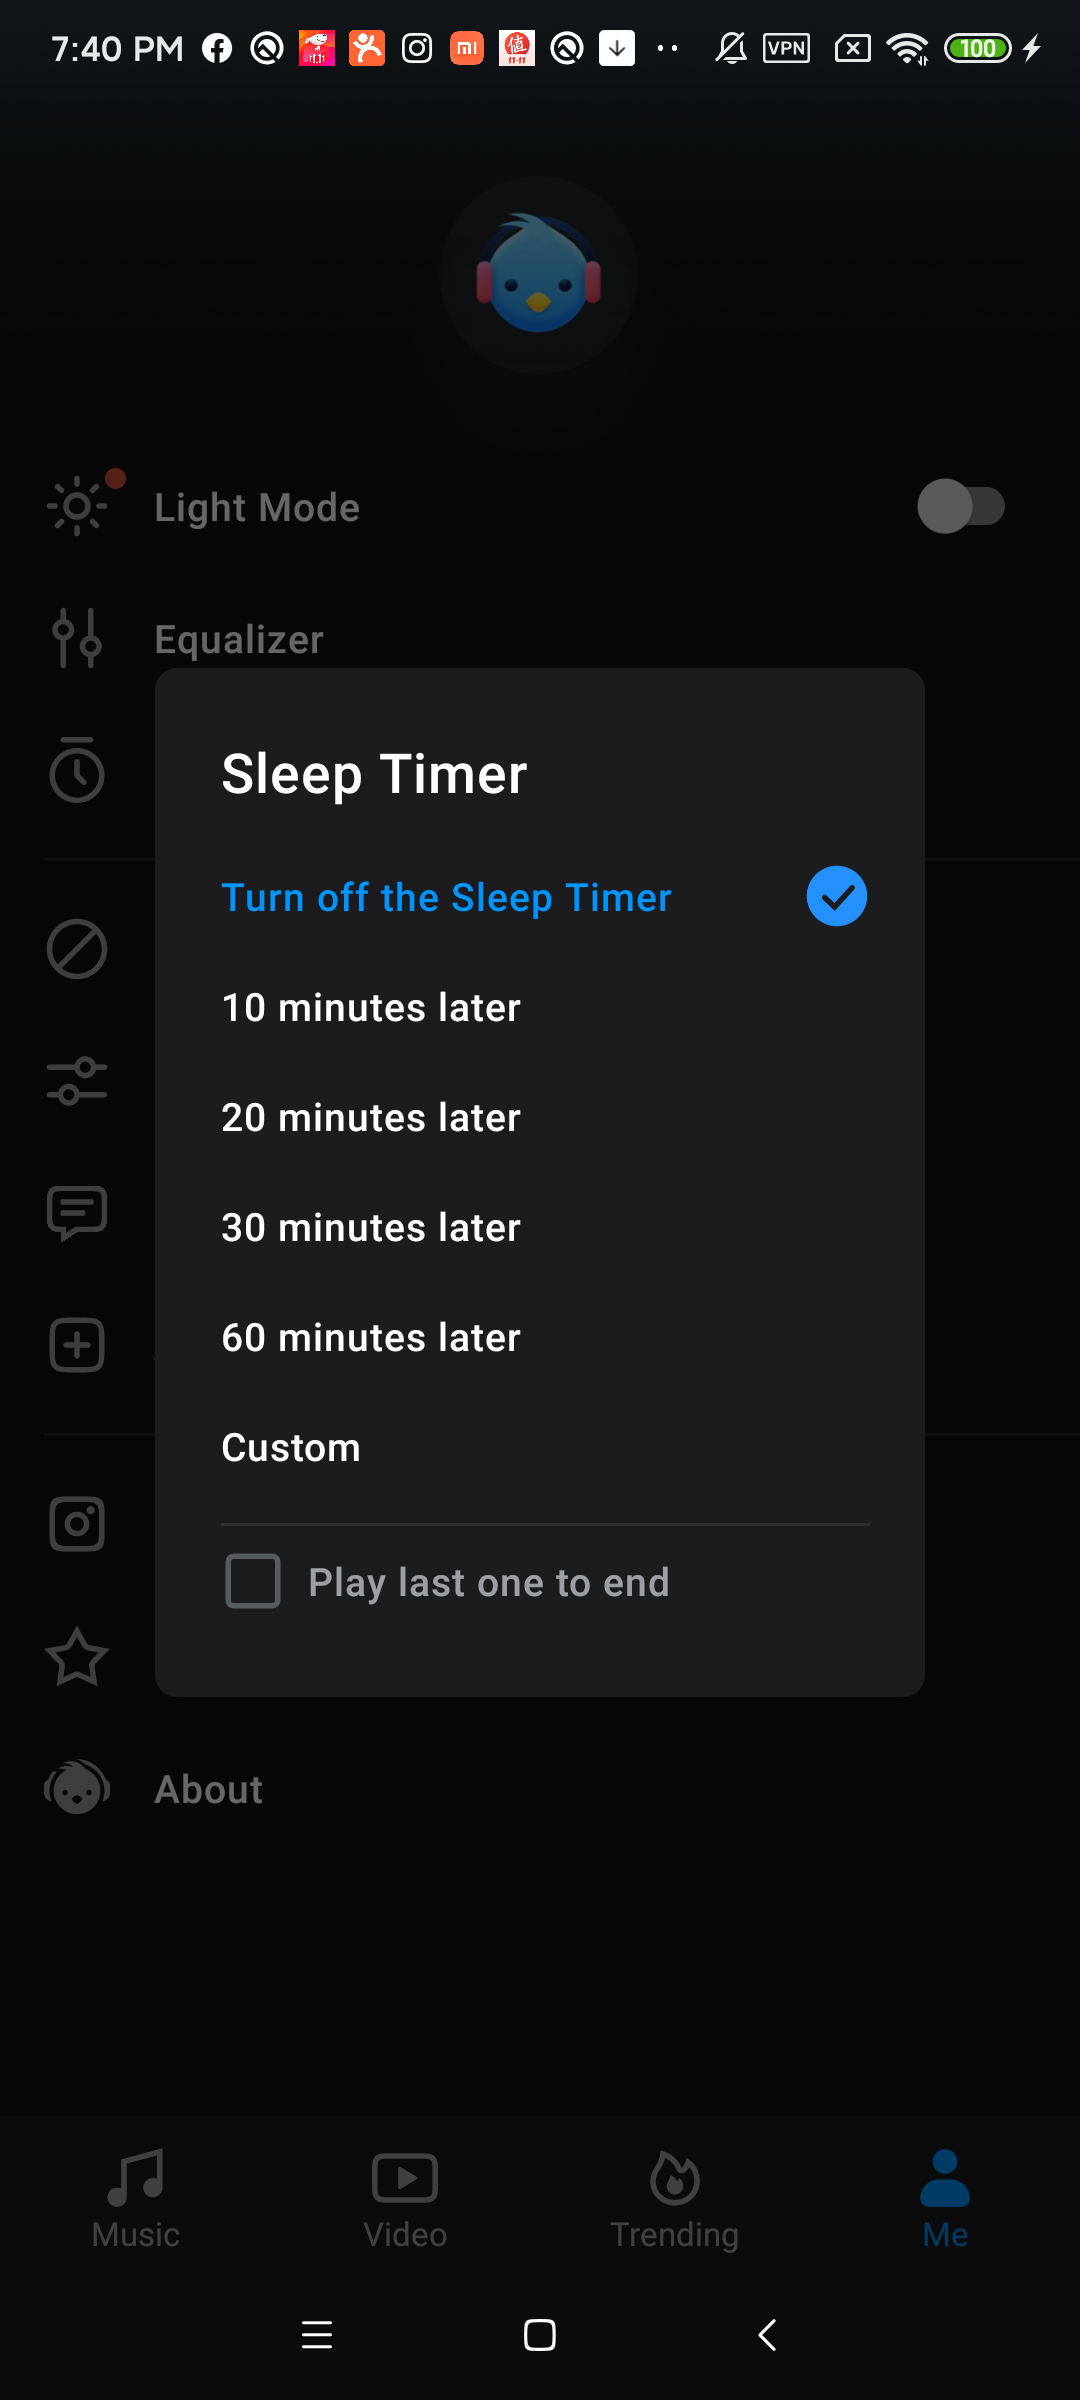 7:40 PM
VPN
100
Light Mode
Equalizer
Sleep Timer
Turn off the Sleep Timer
10 minutes later
20 minutes later
30 minutes later
60 minutes later
Custom
Play last one to end
About
Music
Video
Trending
Me